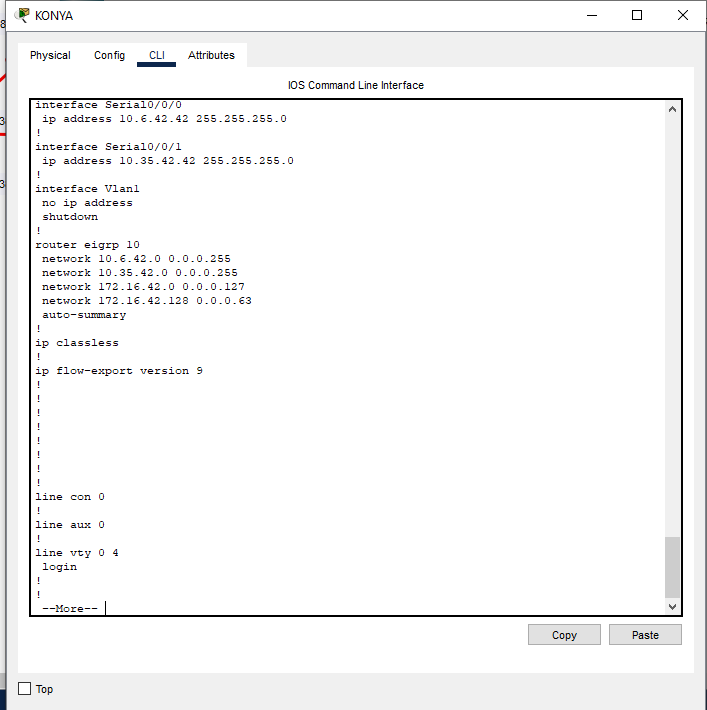 KONYA
Physical Config CLI Attributes
IOS Command Line Interface
interface Serial0/0/0
 ip address 10.6.42.42 255.255.255.0
!
interface Serial0/0/1
 ip address 10.35.42.42 255.255.255.0
!
interface Vlan1
 no ip address
 shutdown
!
router eigrp 10
 network 10.6.42.0 0.0.0.255
 network 10.35.42.0 0.0.0.255
 network 172.16.42.0 0.0.0.127
 network 172.16.42.128 0.0.0.63
 auto-summary
!
ip classless
!
ip flow-export version 9
!
!
!
!
!
!
!
!
line con 0
!
line aux 0
!
line vty 0 4
 login
!
!
 --More--
Copy Paste
Top